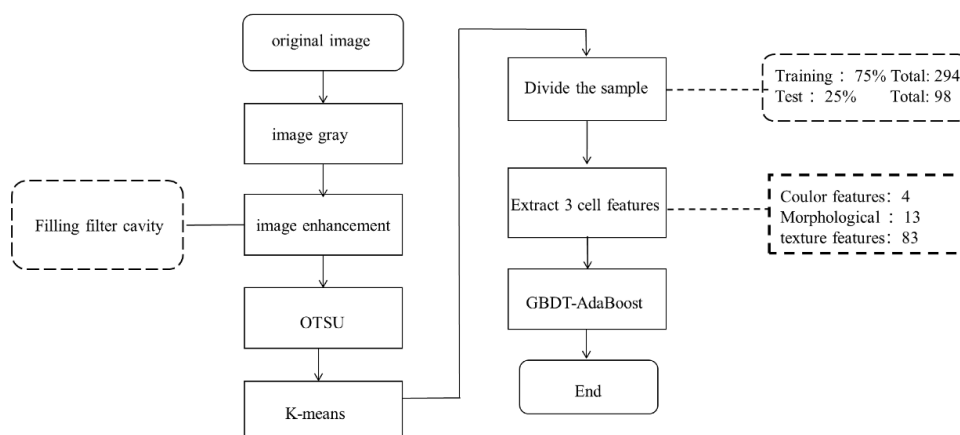 original image
image gray
Filling filter cavity
image enhancement
OTSU
K-means
Divide the sample
Training： 75% Total: 294
Test： 25% Total: 98
Extract 3 cell features
Coulor features：4
Morphological ：13
texture features：83
GBDT-AdaBoost
End